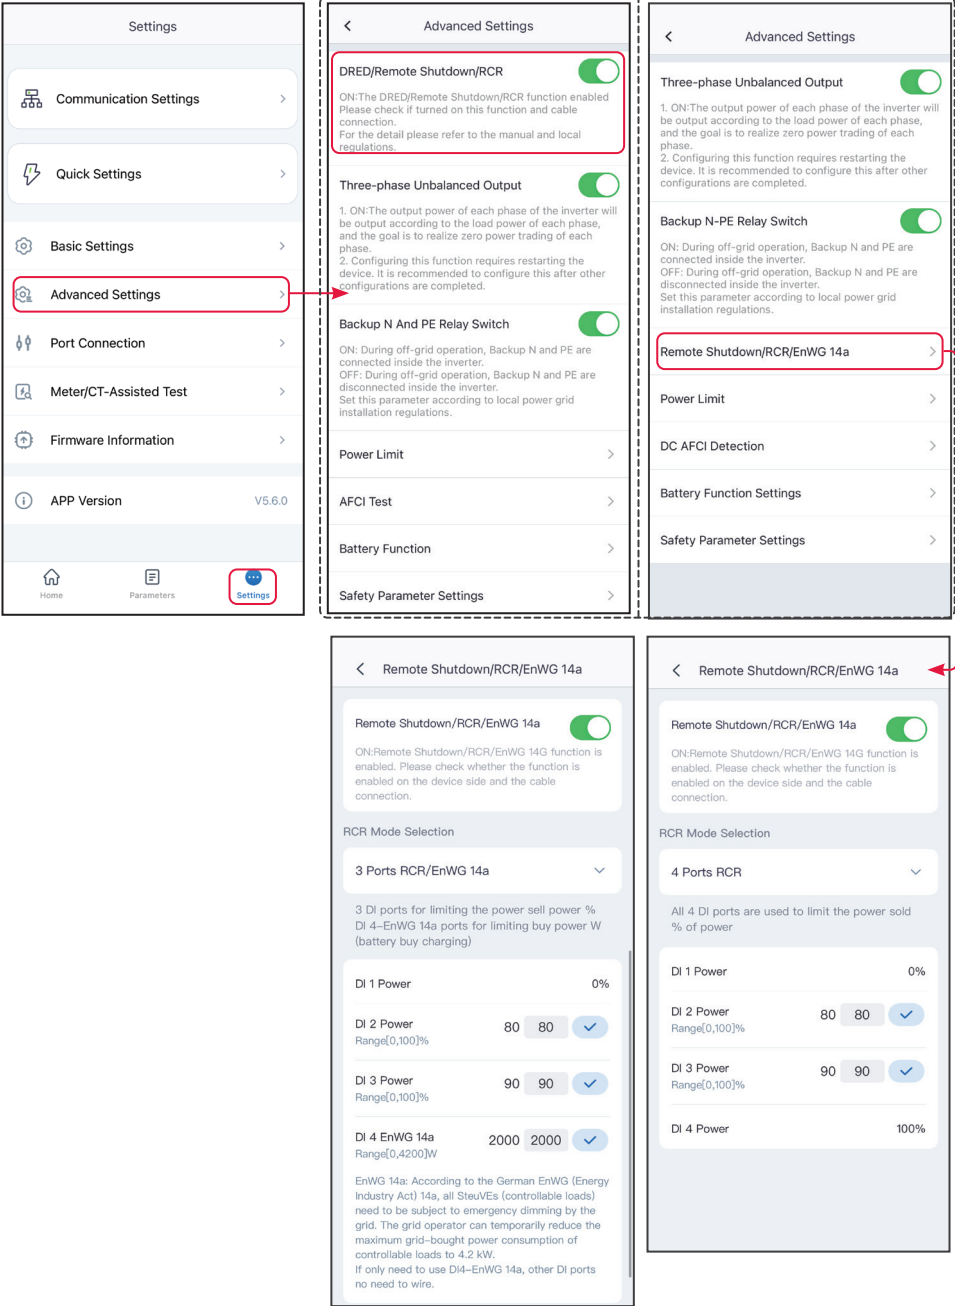 Settings
Communication Settings
Quick Settings
Basic Settings
Advanced Settings
Port Connection
Meter/CT-Assisted Test
Firmware Information
APP Version V5.6.0
Home Parameters Settings
Advanced Settings
DRED/Remote Shutdown/RCR
ON:The DRED/Remote Shutdown/RCR function enabled
Please check if turned on this function and cable
connection.
For the detail please refer to the manual and local
regulations.
Three-phase Unbalanced Output
1. ON:The output power of each phase of the inverter will
be output according to the load power of each phase,
and the goal is to realize zero power trading of each
phase.
2. Configuring this function requires restarting the
device. It is recommended to configure this after other
configurations are completed.
Backup N And PE Relay Switch
ON: During off-grid operation, Backup N and PE are
connected inside the inverter.
OFF: During off-grid operation, Backup N and PE are
disconnected inside the inverter.
Set this parameter according to local power grid
installation regulations.
Power Limit
AFCI Test
Battery Function
Safety Parameter Settings
Advanced Settings
Three-phase Unbalanced Output
1. ON:The output power of each phase of the inverter will
be output according to the load power of each phase,
and the goal is to realize zero power trading of each
phase.
2. Configuring this function requires restarting the
device. It is recommended to configure this after other
configurations are completed.
Backup N-PE Relay Switch
ON: During off-grid operation, Backup N and PE are
connected inside the inverter.
OFF: During off-grid operation, Backup N and PE are
disconnected inside the inverter.
Set this parameter according to local power grid
installation regulations.
Remote Shutdown/RCR/EnWG 14a
Power Limit
DC AFCI Detection
Battery Function Settings
Safety Parameter Settings
Remote Shutdown/RCR/EnWG 14a
Remote Shutdown/RCR/EnWG 14a
ON:Remote Shutdown/RCR/EnWG 14G function is
enabled. Please check whether the function is
enabled on the device side and the cable
connection.
RCR Mode Selection
3 Ports RCR/EnWG 14a
3 DI ports for limiting the power sell power %
DI 4-EnWG 14a ports for limiting buy power W
(battery buy charging)
DI 1 Power 0%
DI 2 Power 80 80
Range[0,100]%
DI 3 Power 90 90
Range[0,100]%
DI 4 EnWG 14a 2000 2000
Range[0,4200]W
EnWG 14a: According to the German EnWG (Energy
Industry Act) 14a, all SteuVEs (controllable loads)
need to be subject to emergency dimming by the
grid. The grid operator can temporarily reduce the
maximum grid-bought power consumption of
controllable loads to 4.2 kW.
If only need to use DI4-EnWG 14a, other DI ports
no need to wire.
Remote Shutdown/RCR/EnWG 14a
Remote Shutdown/RCR/EnWG 14a
ON:Remote Shutdown/RCR/EnWG 14G function is
enabled. Please check whether the function is
enabled on the device side and the cable
connection.
RCR Mode Selection
4 Ports RCR
All 4 DI ports are used to limit the power sold
% of power
DI 1 Power 0%
DI 2 Power 80 80
Range[0,100]%
DI 3 Power 90 90
Range[0,100]%
DI 4 Power 100%